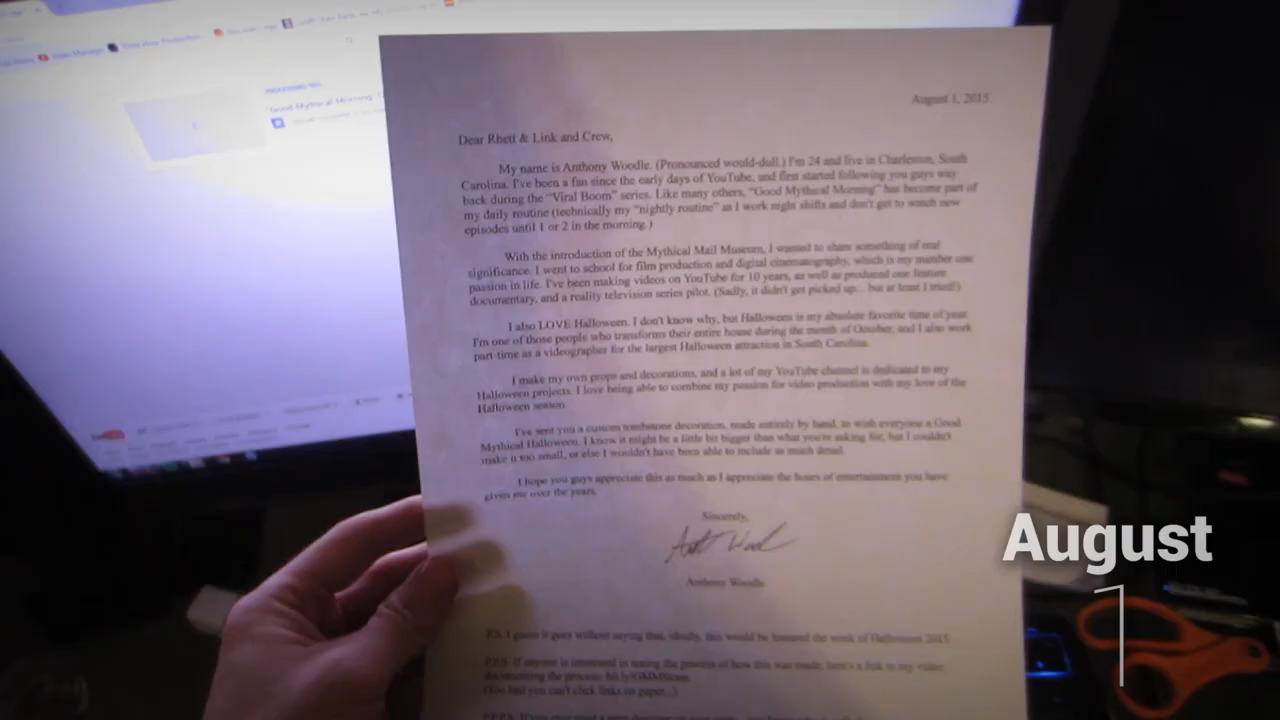 Good Mythical Morning
August 1, 2015
Dear Rhett & Link and Crew,
My name is Anthony Woodle. (Pronounced would-dull.) I'm 24 and live in Charleston, South
Carolina. I've been a fan since the early days of YouTube, and first started following you guys way
back during the "Viral Boom" series. Like many others, "Good Mythical Morning" has become part of
my daily routine (technically my "nightly routine" as I work night shifts and don't get to watch new
episodes until 1 or 2 in the morning.)
With the introduction of the Mythical Mail Museum, I wanted to share something of real
significance. I went to school for film production and digital cinematography, which is my number one
passion in life. I've been making videos on YouTube for 10 years, as well as produced one feature
documentary, and a reality television series pilot. (Sadly, it didn't get picked up... but at least I tried!)
I also LOVE Halloween. I don't know why, but Halloween is my absolute favorite time of year.
I'm one of those people who transforms their entire house during the month of October, and I also work
part-time as a videographer for the largest Halloween attraction in South Carolina.
I make my own props and decorations, and a lot of my YouTube channel is dedicated to my
Halloween projects. I love being able to combine my passion for video production with my love of the
Halloween season.
I've sent you a custom tombstone decoration, made entirely by hand, to wish everyone a Good
Mythical Halloween. I know it might be a little bit bigger than what you're asking for, but I couldn't
make it too small, or else I wouldn't have been able to include as much detail.
I hope you guys appreciate this as much as I appreciate the hours of entertainment you have
given me over the years.
Sincerely,
Anthony Woodle
P.S. I guess it goes without saying that, ideally, this would be featured the week of Halloween 2015.
P.P.S. If anyone is interested in seeing the process of how this was made, here's a link to my video
documenting the process:
(Too bad you can't click links on paper...)
August
1